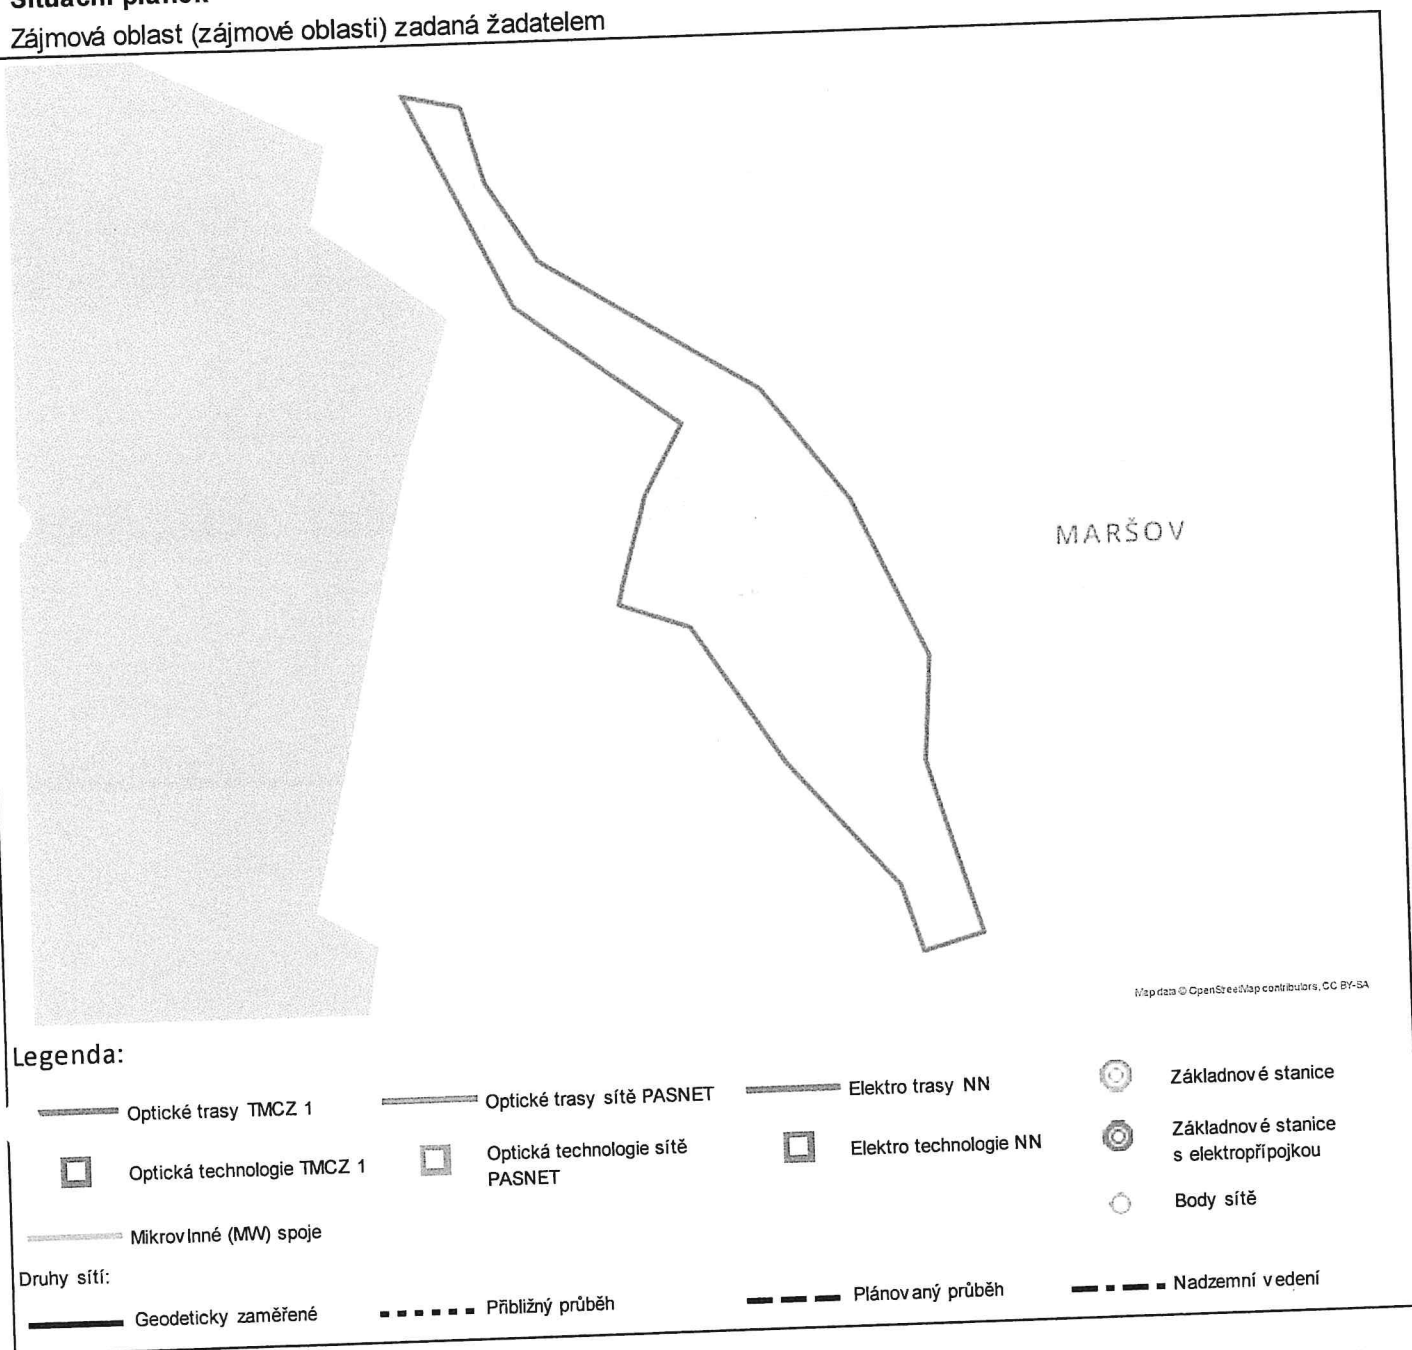 Situační plánek
Zájmová oblast (zájmové oblasti) zadaná žadatelem
MARŠOV
Map data © OpenStreetMap contributors, CC BY-SA
Legenda:
Optické trasy TMCZ 1
Optické trasy sítě PASNET
Elektro trasy NN
Základnové stanice
Optická technologie TMCZ 1
Optická technologie sítě
PASNET
Elektro technologie NN
Základnové stanice
s elektropřípojkou
Body sítě
Mikrovlnné (MW) spoje
Druhy sítí:
Geodeticky zaměřené
Přibližný průběh
Plánovaný průběh
Nadzemní vedení